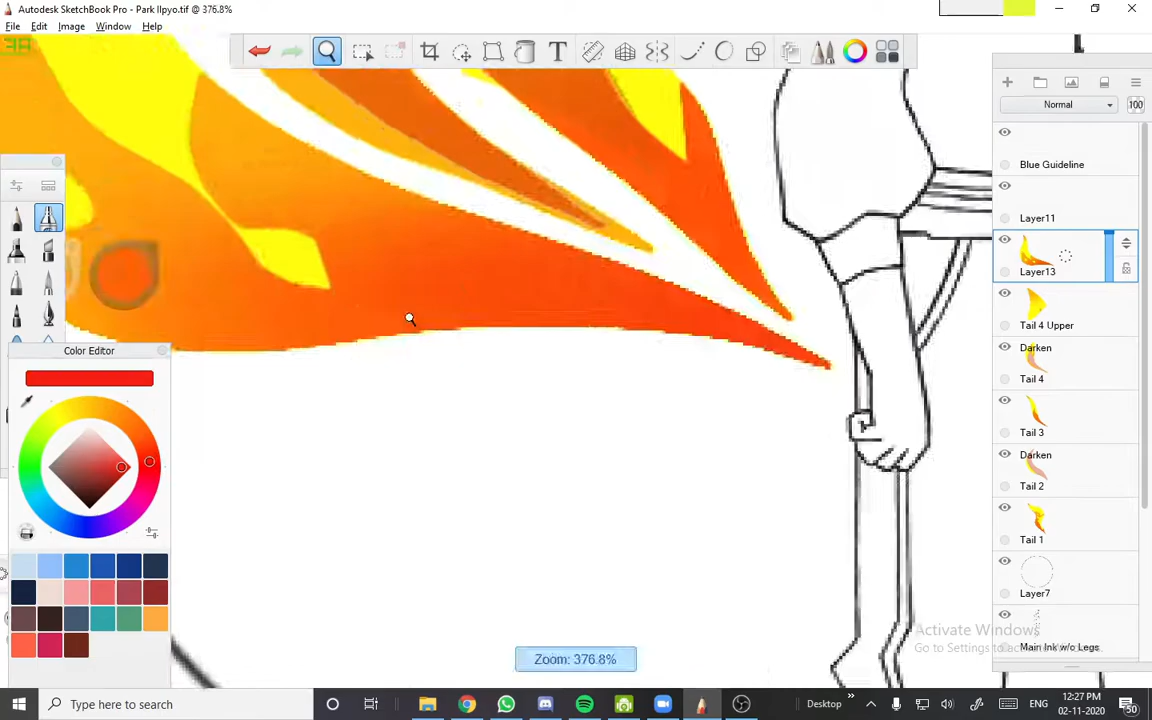 Autodesk SketchBook Pro - Park Ilpyo.tif @ 376.8%
File Edit Image Window Help
T
Normal
100
Blue Guideline
Layer11
Layer13
Tail 4 Upper
Darken
Tail 4
Tail 3
Darken
Tail 2
Tail 1
Layer7
Main Ink w/o Legs
Color Editor
Zoom: 376.8%
Activate Windows
Go to Settings to activate Windows.
Type here to search
Desktop
ENG
12:27 PM
02-11-2020
50